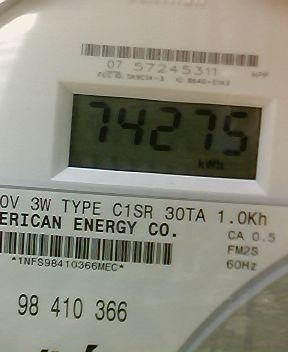 07 57245311
74275
kWh
0V 3W TYPE C1SR 30TA 1.0Kh
ERICAN ENERGY CO.
CA 0.5
FM2S
60Hz
*1NFS98410366MEC*
98 410 366